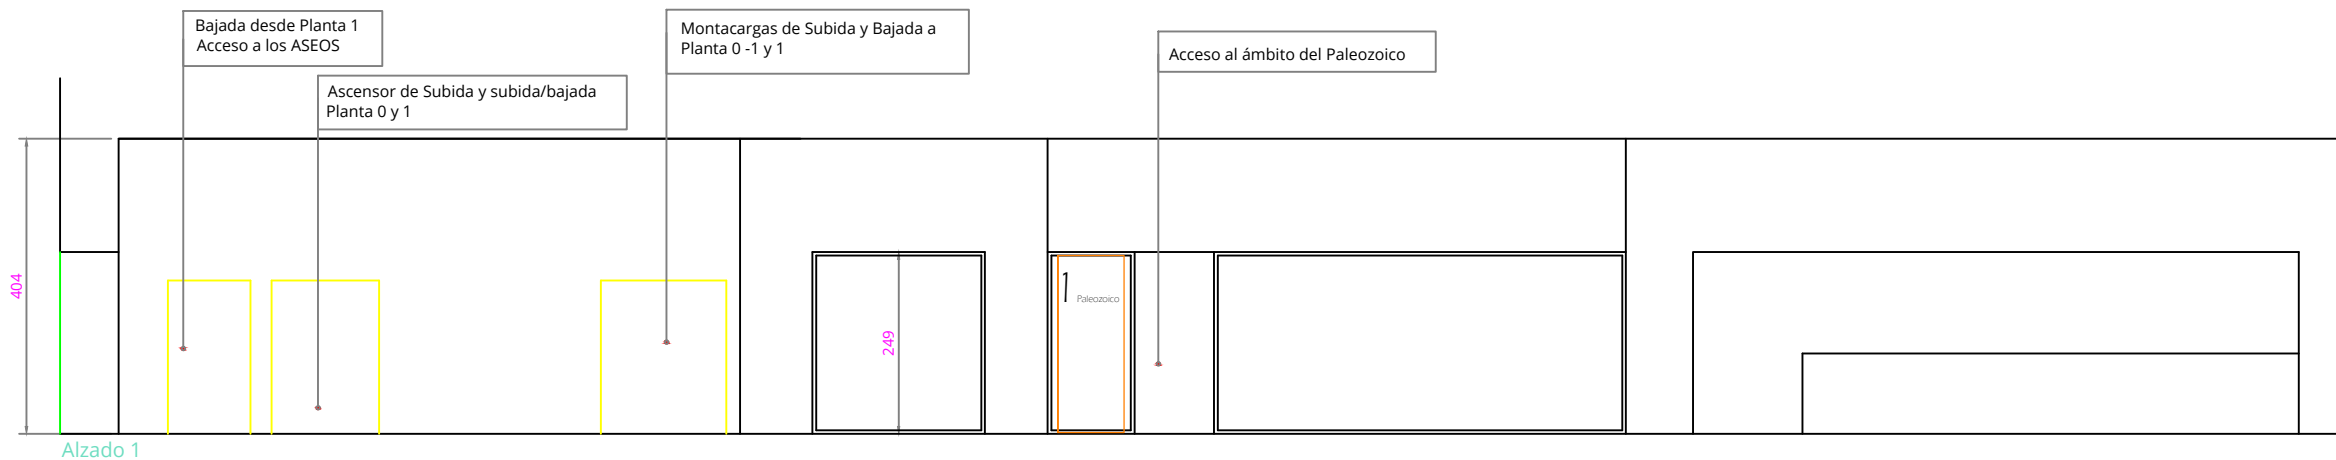 Bajada desde Planta 1
Acceso a los ASEOS
Montacargas de Subida y Bajada a
Planta 0 -1 y 1
Acceso al ámbito del Paleozoico
Ascensor de Subida y subida/bajada
Planta 0 y 1
404
249
1 Paleozoico
Alzado 1